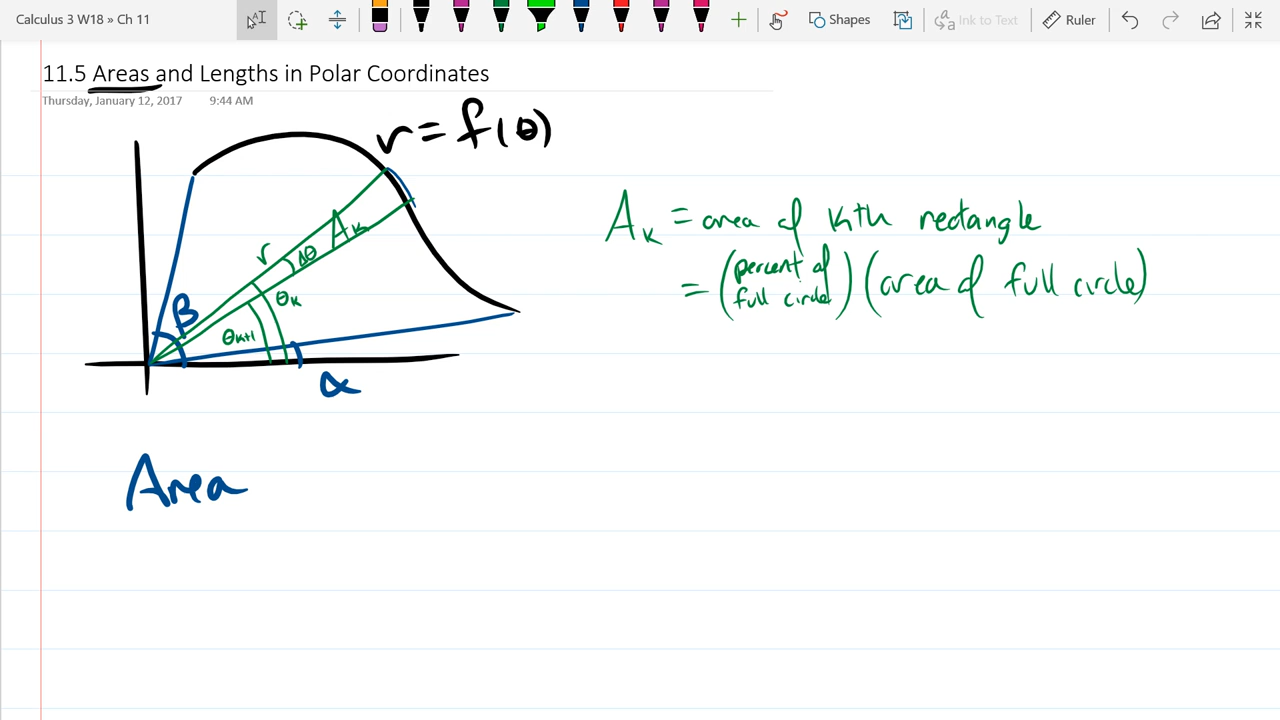 Calculus 3 W18 » Ch 11
Ink to Text
Shapes
Ruler
11.5 Areas and Lengths in Polar Coordinates
Thursday, January 12, 2017 9:44 AM
r = f(θ)
A_K = area of kth rectangle
= (percent of full circle) (area of full circle)
r
Δθ
A_K
θ_K
θ_K+1
β
α
Area